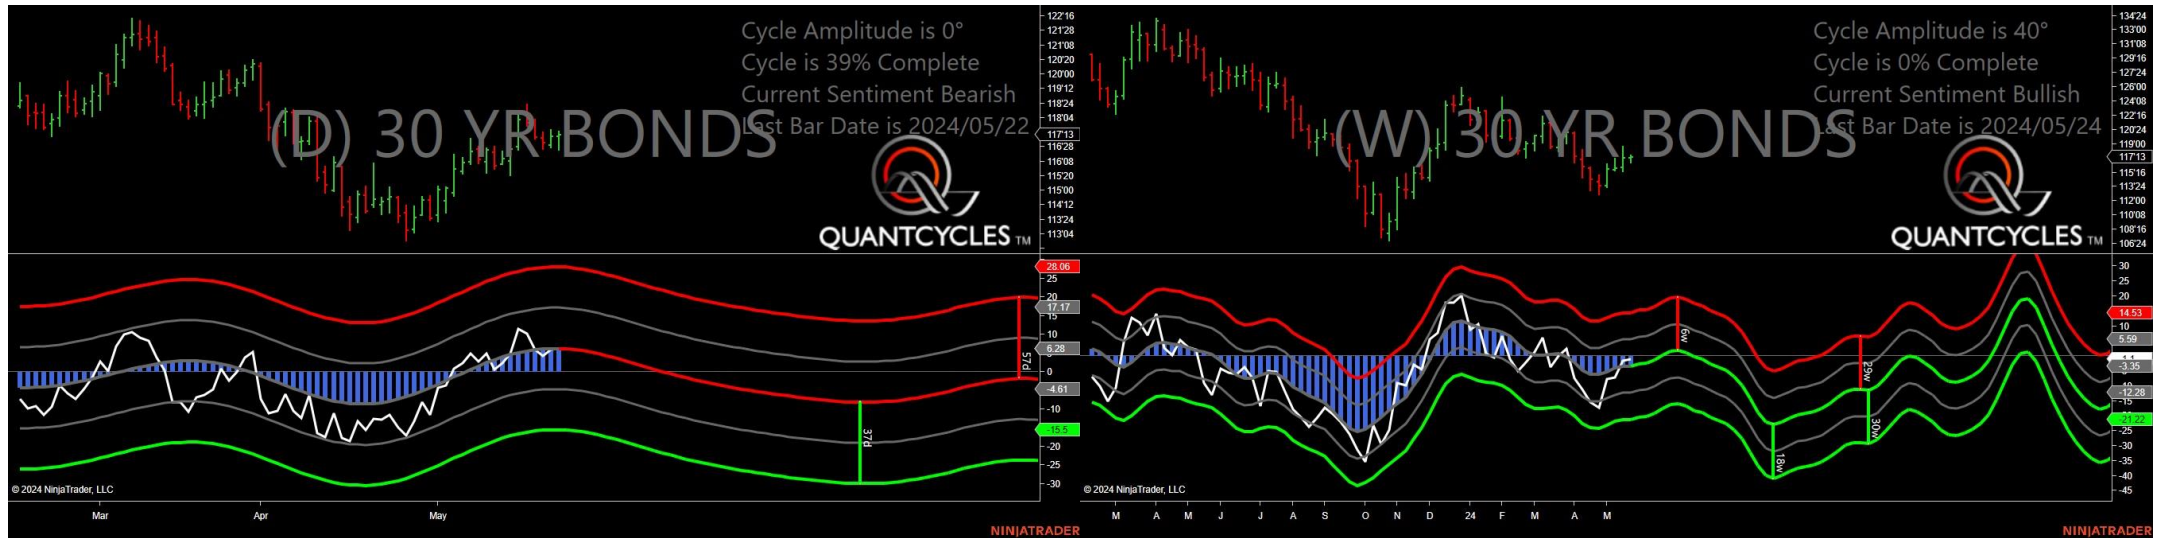 Cycle Amplitude is 0°
Cycle is 39% Complete
Current Sentiment Bearish
Last Bar Date is 2024/05/22
(D) 30 YR BONDS
QUANTCYCLES TM
122'16
121'28
121'08
120'20
120'00
119'12
118'24
118'04
117'13
116'28
116'08
115'20
115'00
114'12
113'24
113'04
28.06
25
20
17.17
15
10
6.28
0
-4.61
-10
-15.5
-20
-25
-30
57d
37d
© 2024 NinjaTrader, LLC
Mar Apr May
NINJATRADER
Cycle Amplitude is 40°
Cycle is 0% Complete
Current Sentiment Bullish
Last Bar Date is 2024/05/24
(W) 30 YR BONDS
QUANTCYCLES TM
134'24
133'00
131'08
129'16
127'24
126'00
124'08
122'16
120'24
119'00
117'13
115'16
113'24
112'00
110'08
108'16
106'24
30
25
20
14.53
10
5.59
-3.35
-12.28
-15
-21.22
-25
-30
-35
-40
-45
6w
29w
30w
18w
© 2024 NinjaTrader, LLC
M A M J J A S O N D 24 F M A M
NINJATRADER